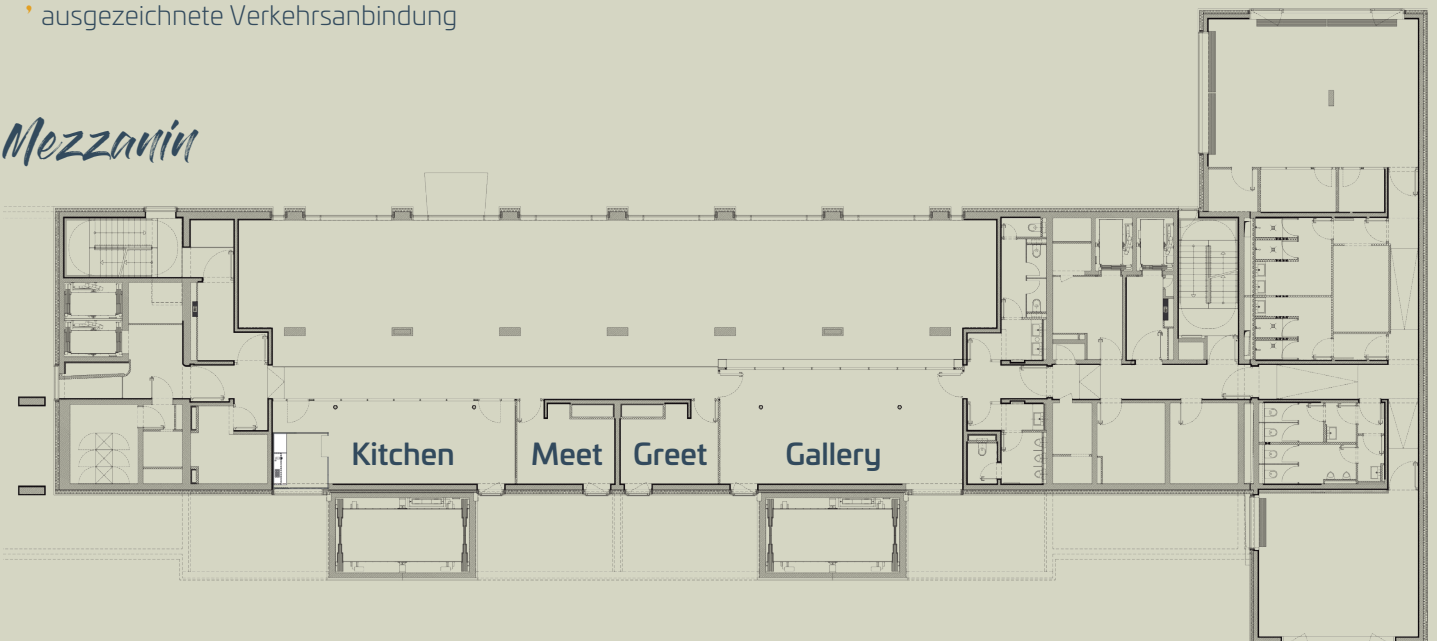 ’ ausgezeichnete Verkehrsanbindung
Mezzanin
Kitchen Meet Greet Gallery